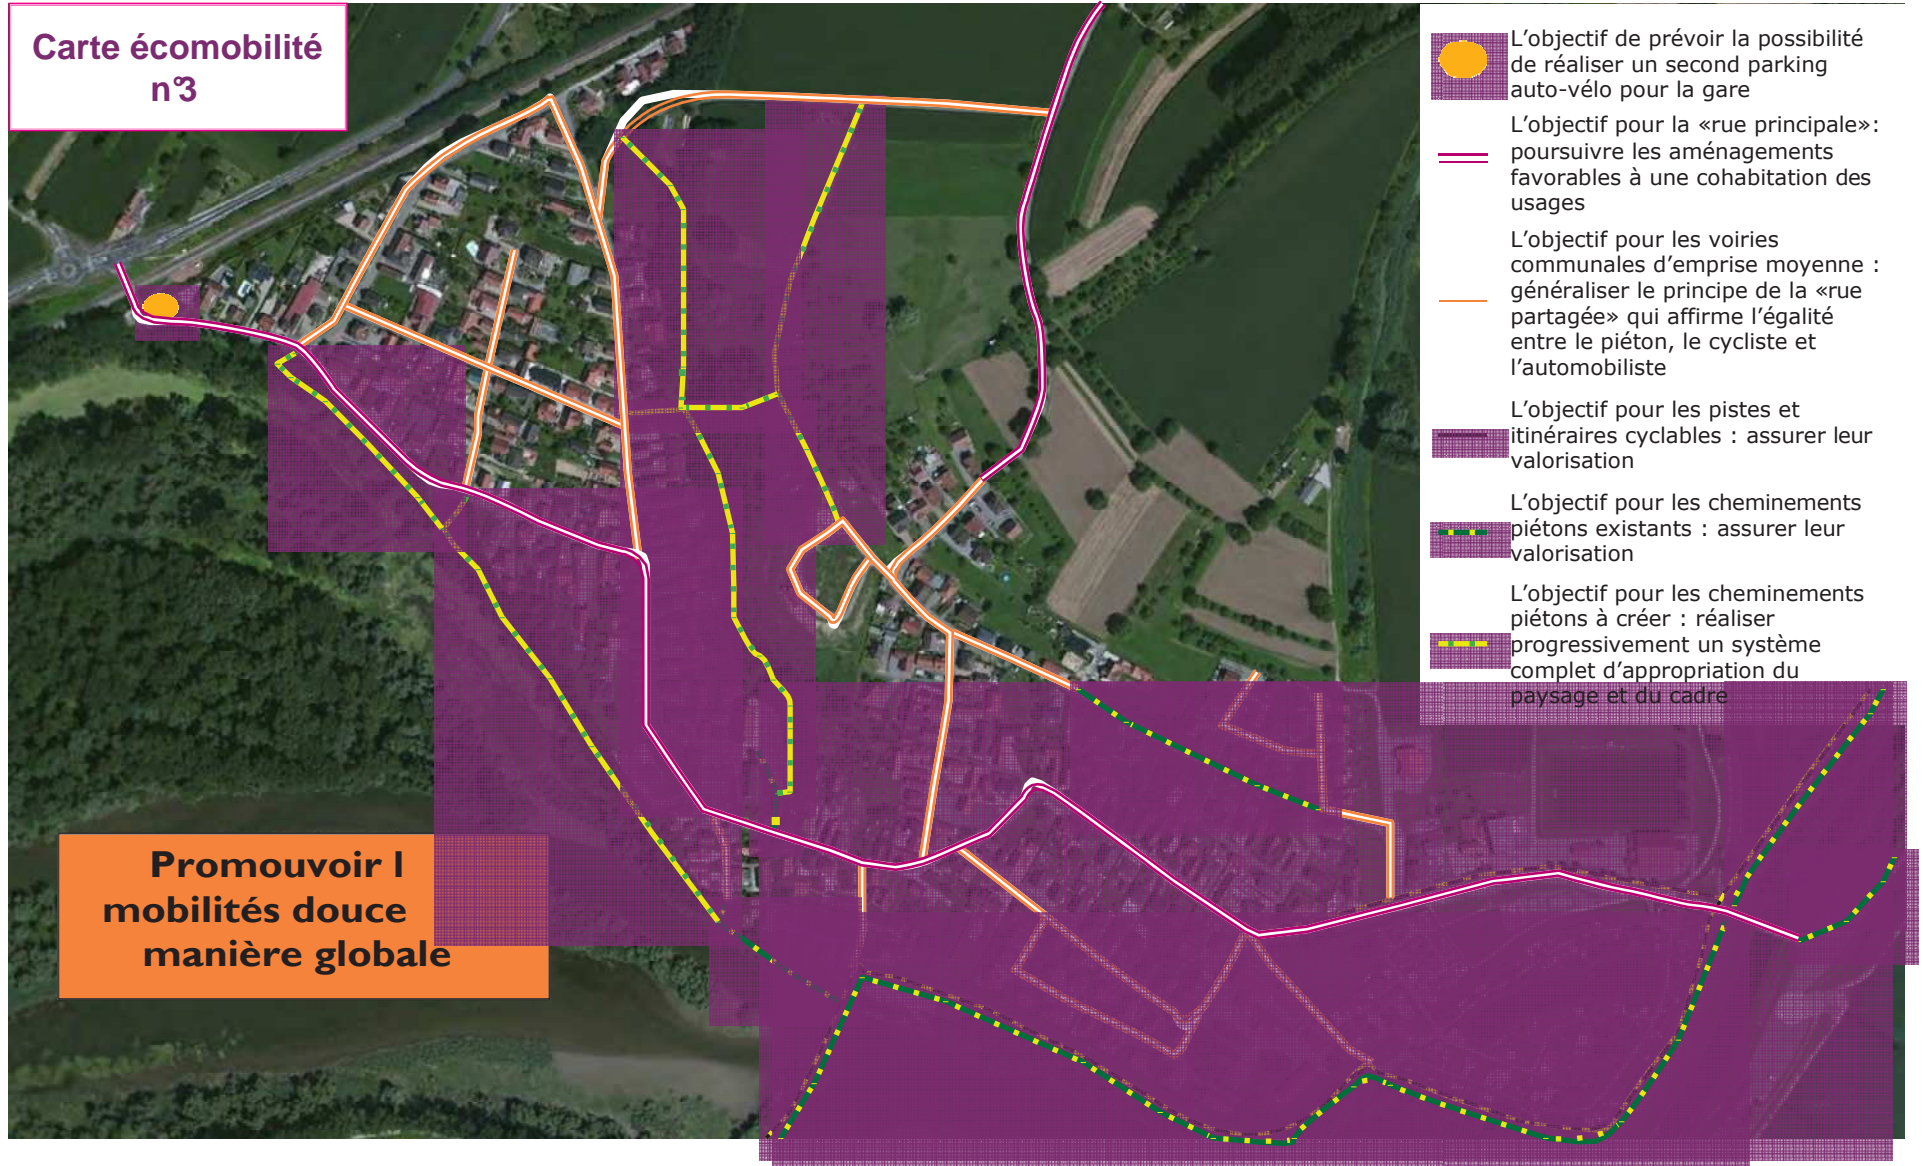 Carte écomobilité
n°3
L’objectif de prévoir la possibilité
de réaliser un second parking
auto-vélo pour la gare
L’objectif pour la «rue principale»:
poursuivre les aménagements
favorables à une cohabitation des
usages
L’objectif pour les voiries
communales d’emprise moyenne :
généraliser le principe de la «rue
partagée» qui affirme l’égalité
entre le piéton, le cycliste et
l’automobiliste
L’objectif pour les pistes et
itinéraires cyclables : assurer leur
valorisation
L’objectif pour les cheminements
piétons existants : assurer leur
valorisation
L’objectif pour les cheminements
piétons à créer : réaliser
progressivement un système
complet d’appropriation du
paysage et du cadre
Promouvoir l
mobilités douce
manière globale